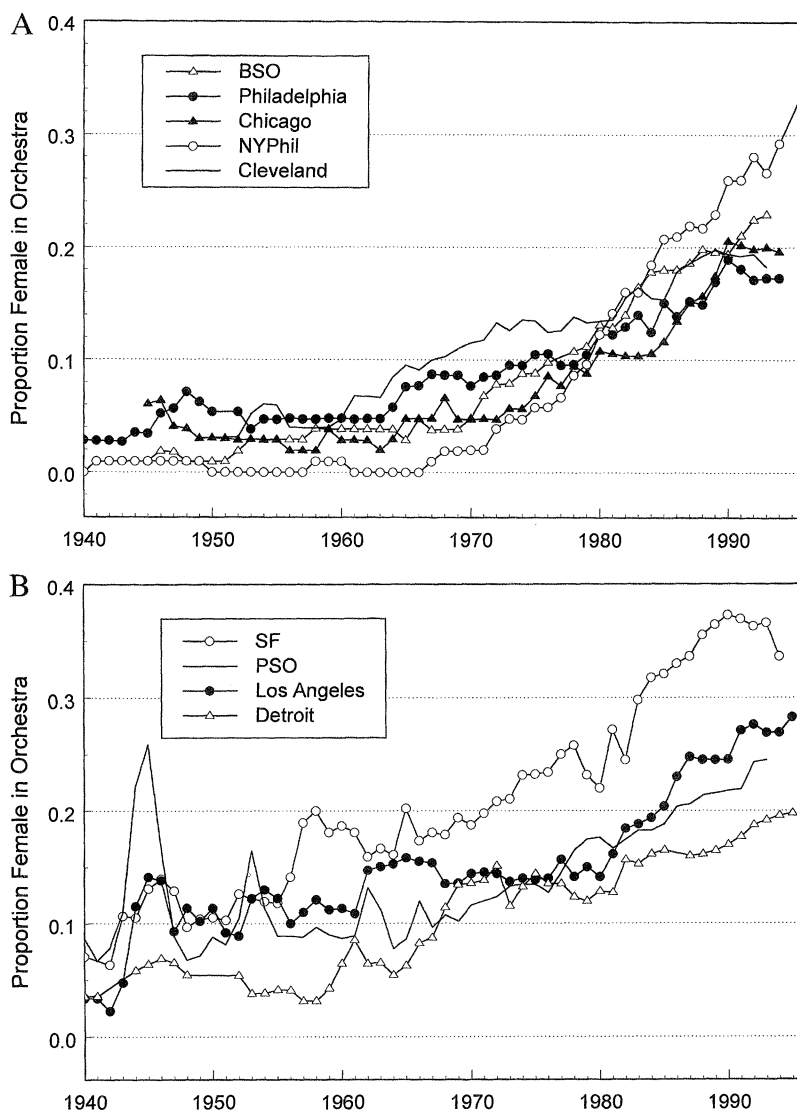 A
0.4
BSO
Philadelphia
Chicago
NYPhil
Cleveland
0.3
0.2
0.1
0.0
Proportion Female in Orchestra
1940 1950 1960 1970 1980 1990
B
0.4
SF
PSO
Los Angeles
Detroit
0.3
0.2
0.1
0.0
Proportion Female in Orchestra
1940 1950 1960 1970 1980 1990